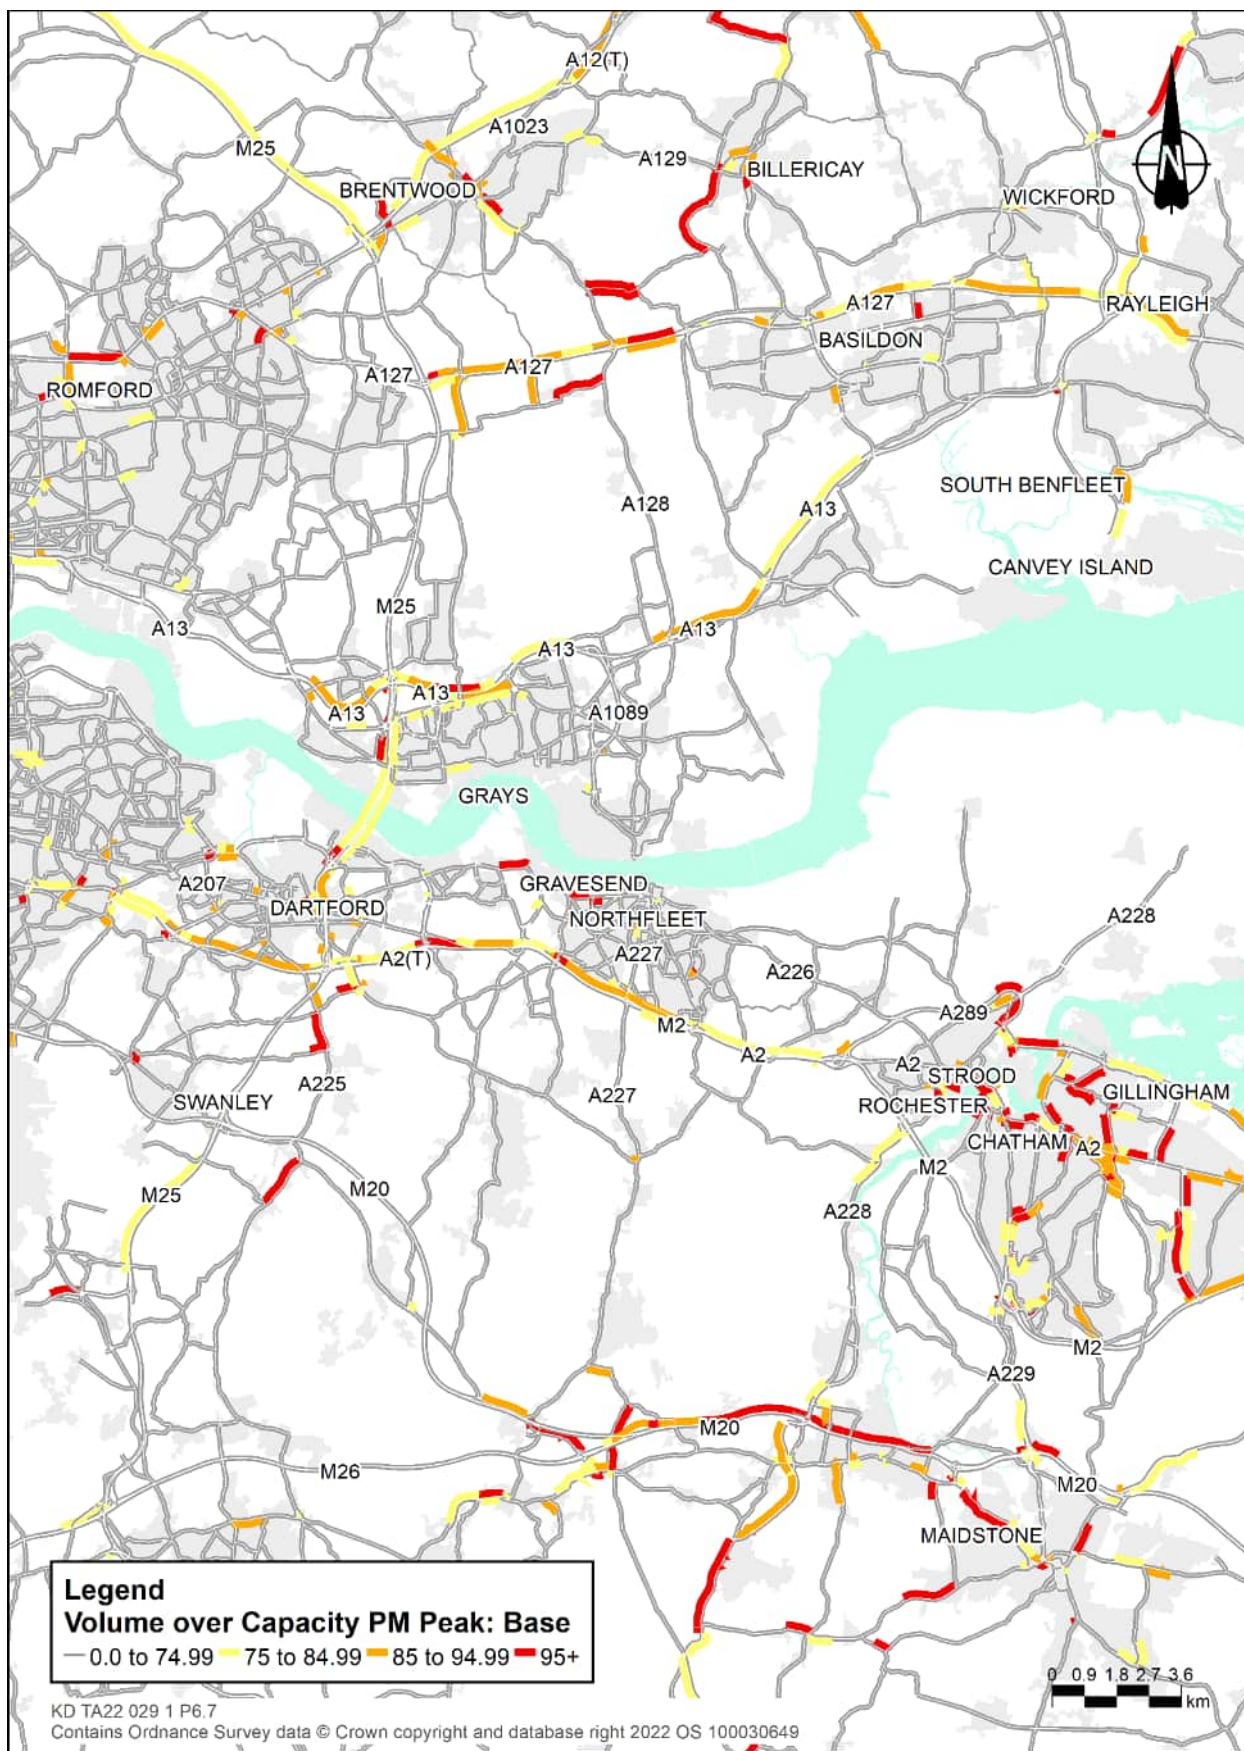 A12(T)
A1023
M25
A129
BILLERICAY
BRENTWOOD
WICKFORD
N
A127
RAYLEIGH
BASILDON
A127
A127
ROMFORD
SOUTH BENFLEET
A128
A13
CANVEY ISLAND
M25
A13
A13
A13
A13
A13
A1089
GRAYS
A207
GRAVESEND
DARTFORD
NORTHFLEET
A228
A2(T)
A227
A226
A289
M2
A2
A2
STROOD
A225
SWANLEY
A227
ROCHESTER
GILLINGHAM
CHATHAM
A2
M2
M25
M20
A228
M2
A229
M20
M26
M20
MAIDSTONE
Legend
Volume over Capacity PM Peak: Base
0.0 to 74.99 75 to 84.99 85 to 94.99 95+
0 0.9 1.8 2.7 3.6
km
KD TA22 029 1 P6.7
Contains Ordnance Survey data © Crown copyright and database right 2022 OS 100030649